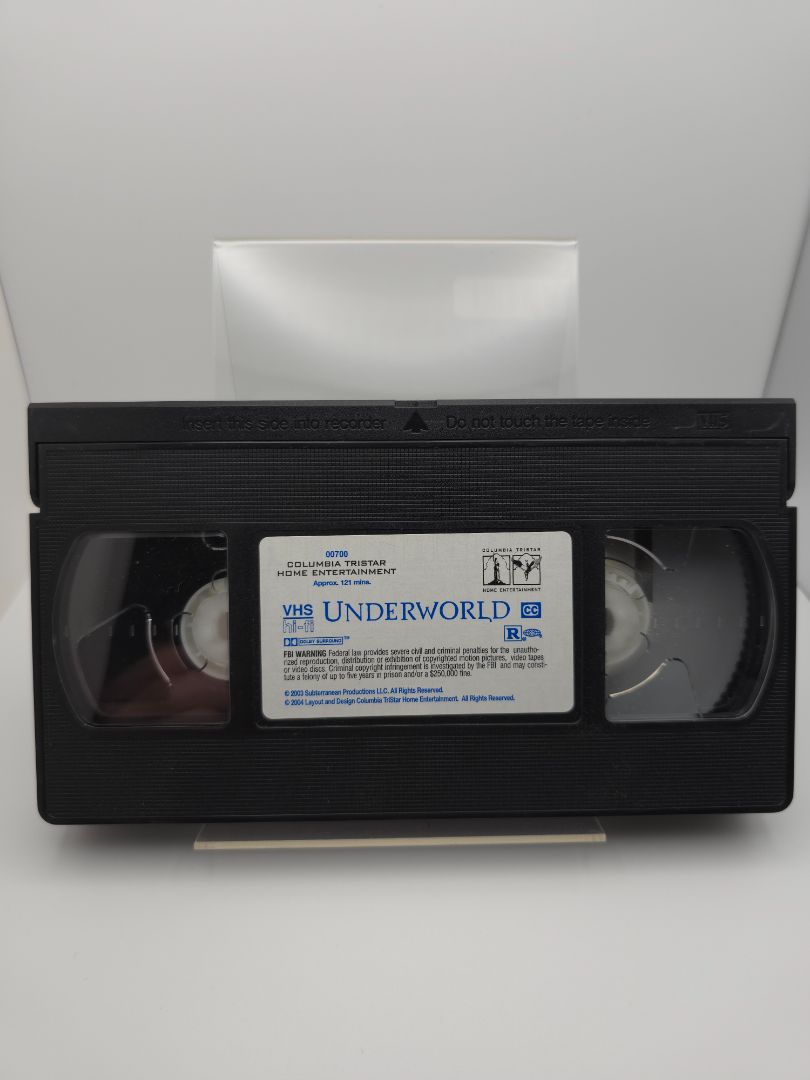 Insert this side into recorder Do not touch the tape inside VHS
00700
COLUMBIA TRISTAR
HOME ENTERTAINMENT
Approx. 121 mins.
COLUMBIA TRISTAR
HOME ENTERTAINMENT
VHS
hi-fi
UNDERWORLD CC
DOLBY SURROUND™
R
FBI WARNING Federal law provides severe civil and criminal penalties for the unautho-
rized reproduction, distribution or exhibition of copyrighted motion pictures, video tapes
or video discs. Criminal copyright infringement is investigated by the FBI and may consti-
tute a felony of up to five years in prison and/or a $250,000 fine.
© 2003 Subterranean Productions LLC. All Rights Reserved.
© 2004 Layout and Design Columbia TriStar Home Entertainment. All Rights Reserved.